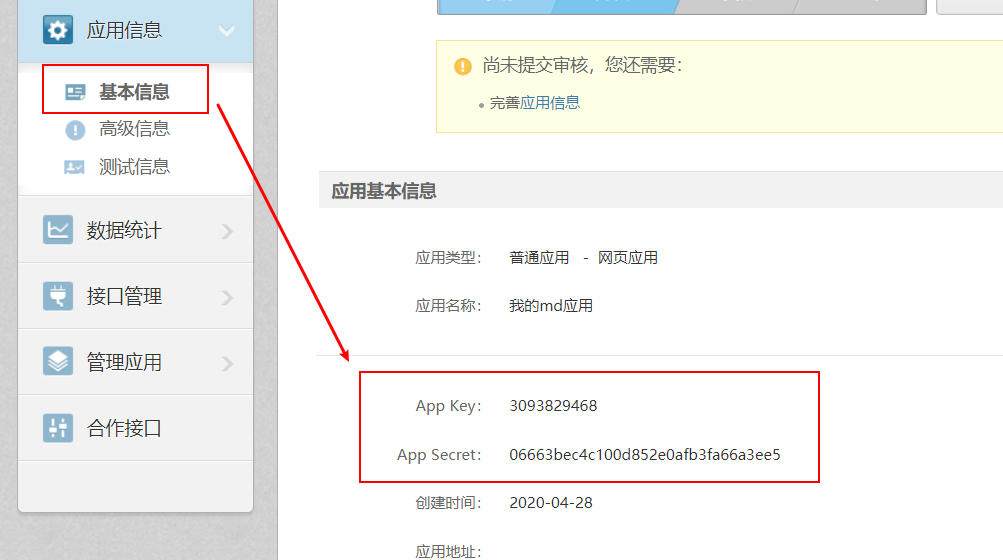 应用信息
基本信息
高级信息
测试信息
数据统计
接口管理
管理应用
合作接口
尚未提交审核，您还需要：
完善应用信息
应用基本信息
应用类型： 普通应用 - 网页应用
应用名称： 我的md应用
App Key： 3093829468
App Secret： 06663bec4c100d852e0afb3fa66a3ee5
创建时间： 2020-04-28
应用地址：